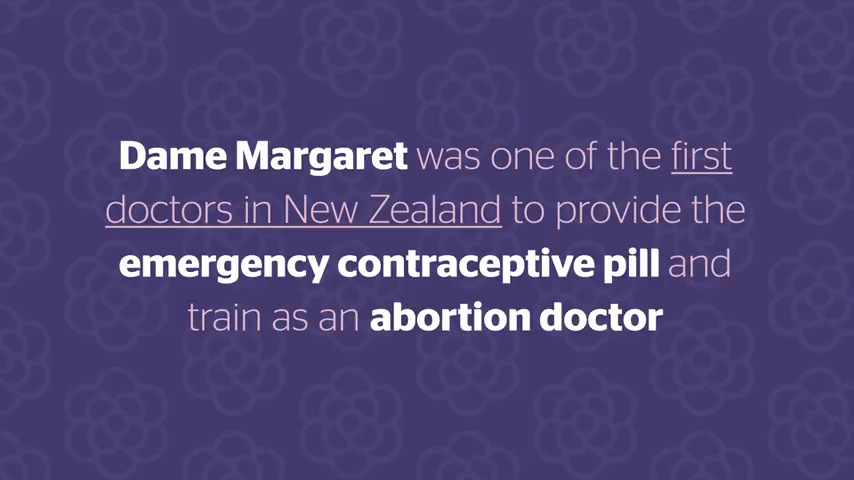 Dame Margaret was one of the first
doctors in New Zealand to provide the
emergency contraceptive pill and
train as an abortion doctor